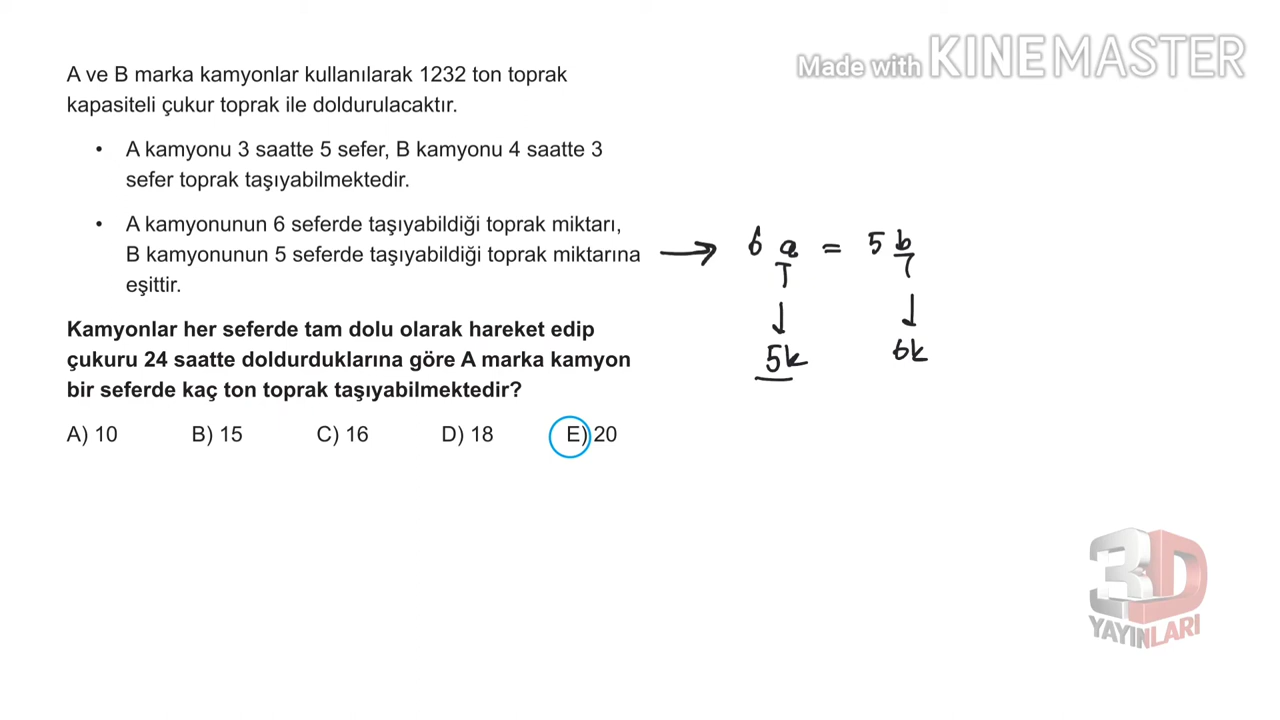 Made with KINEMASTER
A ve B marka kamyonlar kullanılarak 1232 ton toprak
kapasiteli çukur toprak ile doldurulacaktır.
• A kamyonu 3 saatte 5 sefer, B kamyonu 4 saatte 3
sefer toprak taşıyabilmektedir.
• A kamyonunun 6 seferde taşıyabildiği toprak miktarı,
B kamyonunun 5 seferde taşıyabildiği toprak miktarına
eşittir.
→ 6 a = 5 b
↓ ↓
5k 6k
Kamyonlar her seferde tam dolu olarak hareket edip
çukuru 24 saatte doldurduklarına göre A marka kamyon
bir seferde kaç ton toprak taşıyabilmektedir?
A) 10 B) 15 C) 16 D) 18 E) 20
3D
YAYINLARI